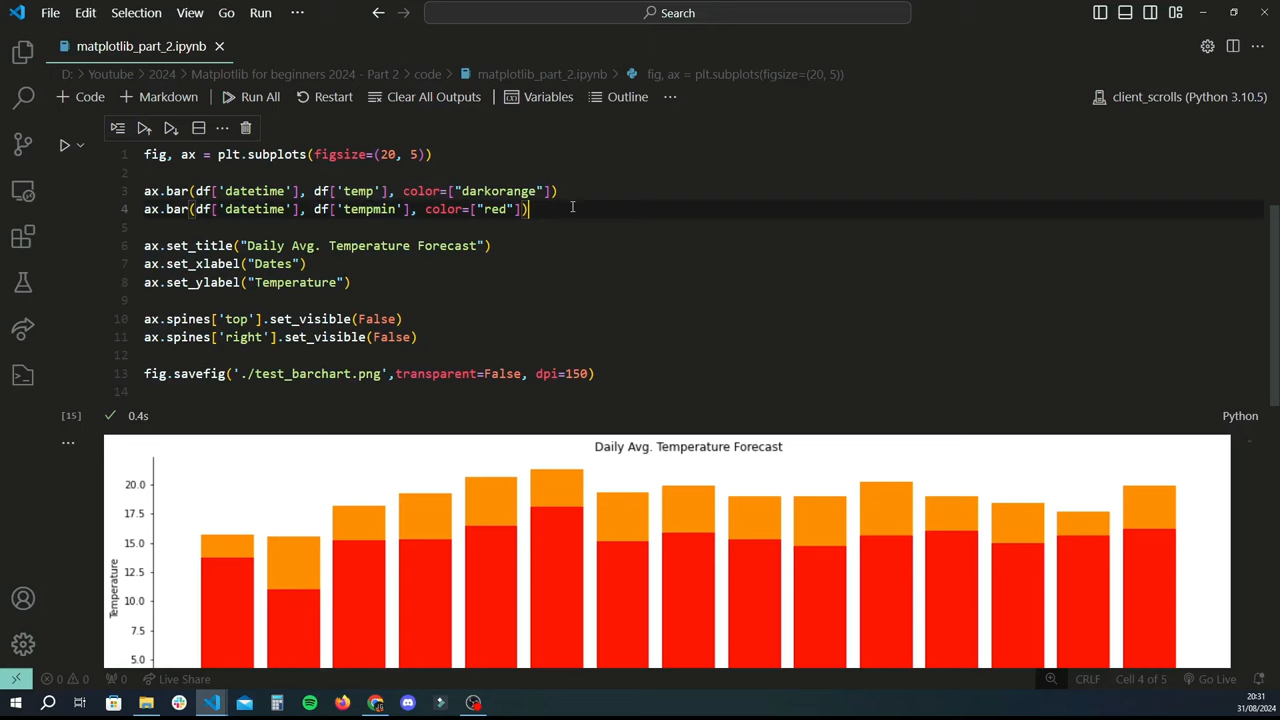 File Edit Selection View Go Run ··· Search
matplotlib_part_2.ipynb
D: > Youtube > 2024 > Matplotlib for beginners 2024 - Part 2 > code > matplotlib_part_2.ipynb > fig, ax = plt.subplots(figsize=(20, 5))
+ Code + Markdown Run All Restart Clear All Outputs Variables Outline ··· client_scrolls (Python 3.10.5)
1 fig, ax = plt.subplots(figsize=(20, 5))
2
3 ax.bar(df['datetime'], df['temp'], color=["darkorange"])
4 ax.bar(df['datetime'], df['tempmin'], color=["red"])
5
6 ax.set_title("Daily Avg. Temperature Forecast")
7 ax.set_xlabel("Dates")
8 ax.set_ylabel("Temperature")
9
10 ax.spines['top'].set_visible(False)
11 ax.spines['right'].set_visible(False)
12
13 fig.savefig('./test_barchart.png',transparent=False, dpi=150)
14
[15] 0.4s Python
Daily Avg. Temperature Forecast
20.0
17.5
15.0
12.5
10.0
7.5
5.0
Temperature
0 0 0 Live Share CRLF Cell 4 of 5 Go Live
20:31
31/08/2024